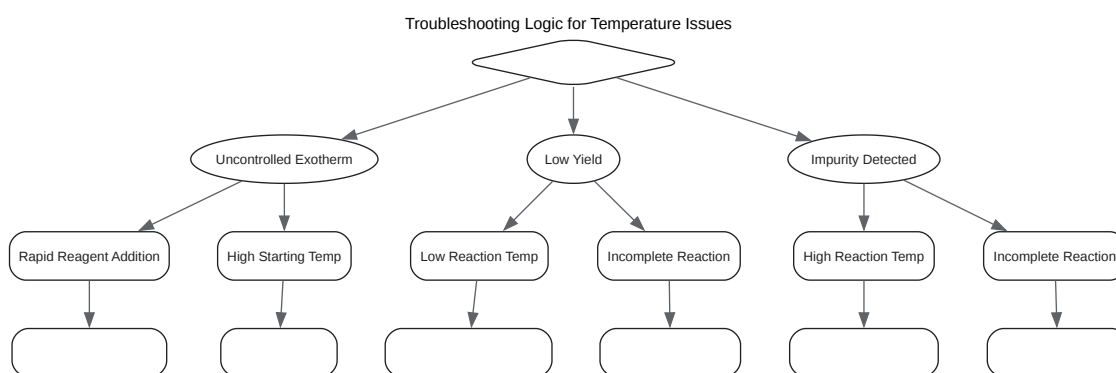 Troubleshooting Logic for Temperature Issues
Uncontrolled Exotherm
Low Yield
Impurity Detected
Rapid Reagent Addition
High Starting Temp
Low Reaction Temp
Incomplete Reaction
High Reaction Temp
Incomplete Reaction